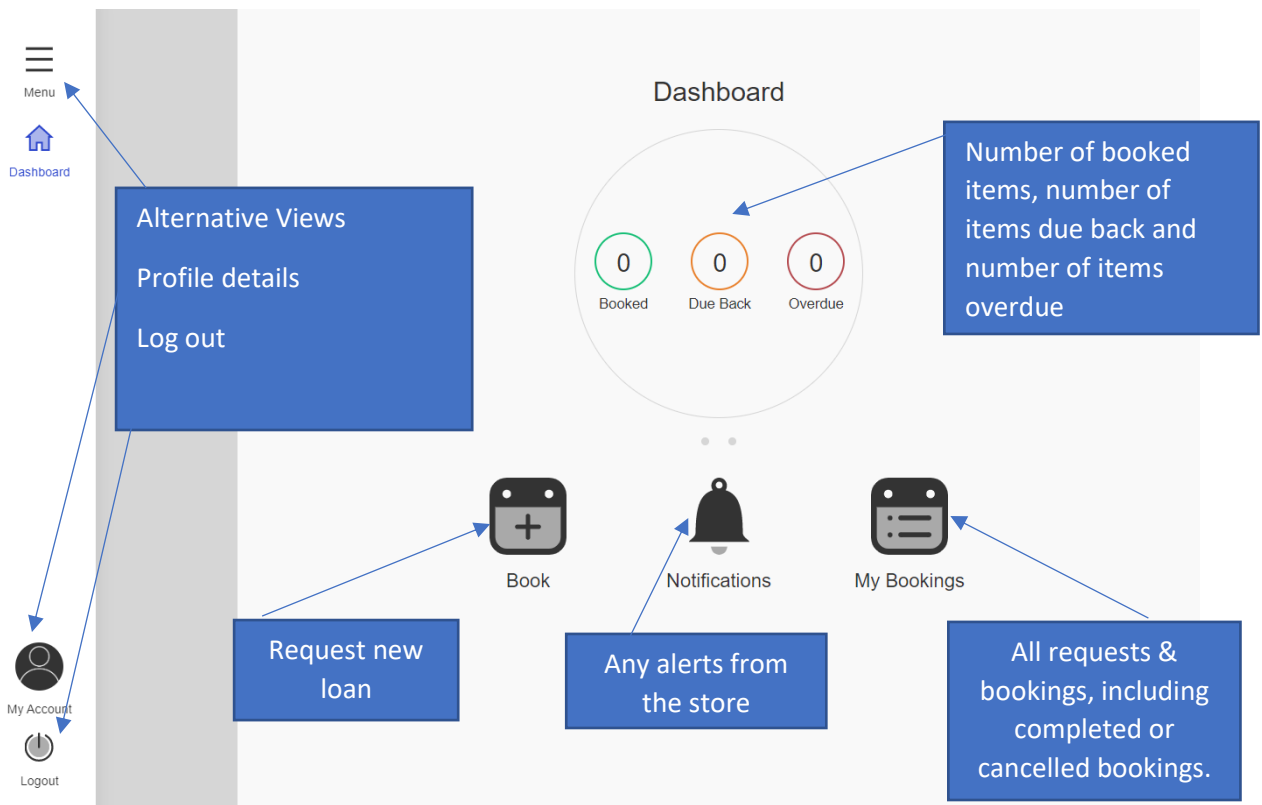 Menu
Dashboard
Dashboard
Alternative Views
Profile details
Log out
Number of booked
items, number of
items due back and
number of items
overdue
0
0
0
Booked
Due Back
Overdue
Book
Notifications
My Bookings
Request new
loan
Any alerts from
the store
All requests &
bookings, including
completed or
cancelled bookings.
My Account
Logout